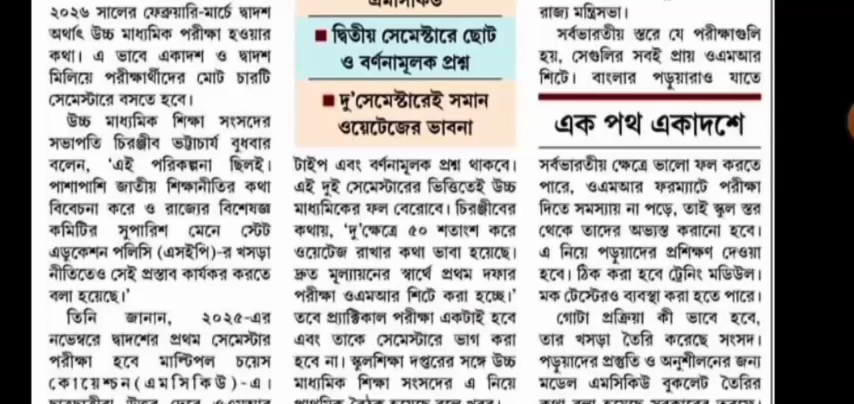 ২০২৬ সালের ফেব্রুয়ারি-মার্চে দ্বাদশ
অর্থাৎ উচ্চ মাধ্যমিক পরীক্ষা হওয়ার
কথা। এ ভাবে একাদশ ও দ্বাদশ
মিলিয়ে পরীক্ষার্থীদের মোট চারটি
সেমেস্টারে বসতে হবে।
উচ্চ মাধ্যমিক শিক্ষা সংসদের
সভাপতি চিরঞ্জীব ভট্টাচার্য বুধবার
বলেন, ‘এই পরিকল্পনা ছিলই।
পাশাপাশি জাতীয় শিক্ষানীতির কথা
বিবেচনা করে ও রাজ্যের বিশেষজ্ঞ
কমিটির সুপারিশ মেনে স্টেট
এডুকেশন পলিসি (এসইপি)-র খসড়া
নীতিতেও সেই প্রস্তাব কার্যকর করতে
বলা হয়েছে।’
তিনি জানান, ২০২৫-এর
নভেম্বরে দ্বাদশের প্রথম সেমেস্টার
পরীক্ষা হবে মাল্টিপল চয়েস
কোয়েশ্চন(এমসিকিউ)-এ।
এমসিকিউ
■ দ্বিতীয় সেমেস্টারে ছোট
ও বর্ণনামূলক প্রশ্ন
■ দু’সেমেস্টারেই সমান
ওয়েটেজের ভাবনা
টাইপ এবং বর্ণনামূলক প্রশ্ন থাকবে।
এই দুই সেমেস্টারের ভিত্তিতেই উচ্চ
মাধ্যমিকের ফল বেরোবে। চিরঞ্জীবের
কথায়, ‘দু’ক্ষেত্রে ৫০ শতাংশ করে
ওয়েটেজ রাখার কথা ভাবা হয়েছে।
দ্রুত মূল্যায়নের স্বার্থে প্রথম দফার
পরীক্ষা ওএমআর শিটে করা হচ্ছে।’
তবে প্র্যাক্টিকাল পরীক্ষা একটাই হবে
এবং তাকে সেমেস্টারে ভাগ করা
হবে না। স্কুলশিক্ষা দপ্তরের সঙ্গে উচ্চ
মাধ্যমিক শিক্ষা সংসদের এ নিয়ে
রাজ্য মন্ত্রিসভা।
সর্বভারতীয় স্তরে যে পরীক্ষাগুলি
হয়, সেগুলির সবই প্রায় ওএমআর
শিটে। বাংলার পড়ুয়ারাও যাতে
এক পথ একাদশে
সর্বভারতীয় ক্ষেত্রে ভালো ফল করতে
পারে, ওএমআর ফরম্যাটে পরীক্ষা
দিতে সমস্যায় না পড়ে, তাই স্কুল স্তর
থেকে তাদের অভ্যস্ত করানো হবে।
এ নিয়ে পড়ুয়াদের প্রশিক্ষণ দেওয়া
হবে। ঠিক করা হবে ট্রেনিং মডিউল।
মক টেস্টেরও ব্যবস্থা করা হতে পারে।
গোটা প্রক্রিয়া কী ভাবে হবে,
তার খসড়া তৈরি করেছে সংসদ।
পড়ুয়াদের প্রস্তুতি ও অনুশীলনের জন্য
মডেল এমসিকিউ বুকলেট তৈরির